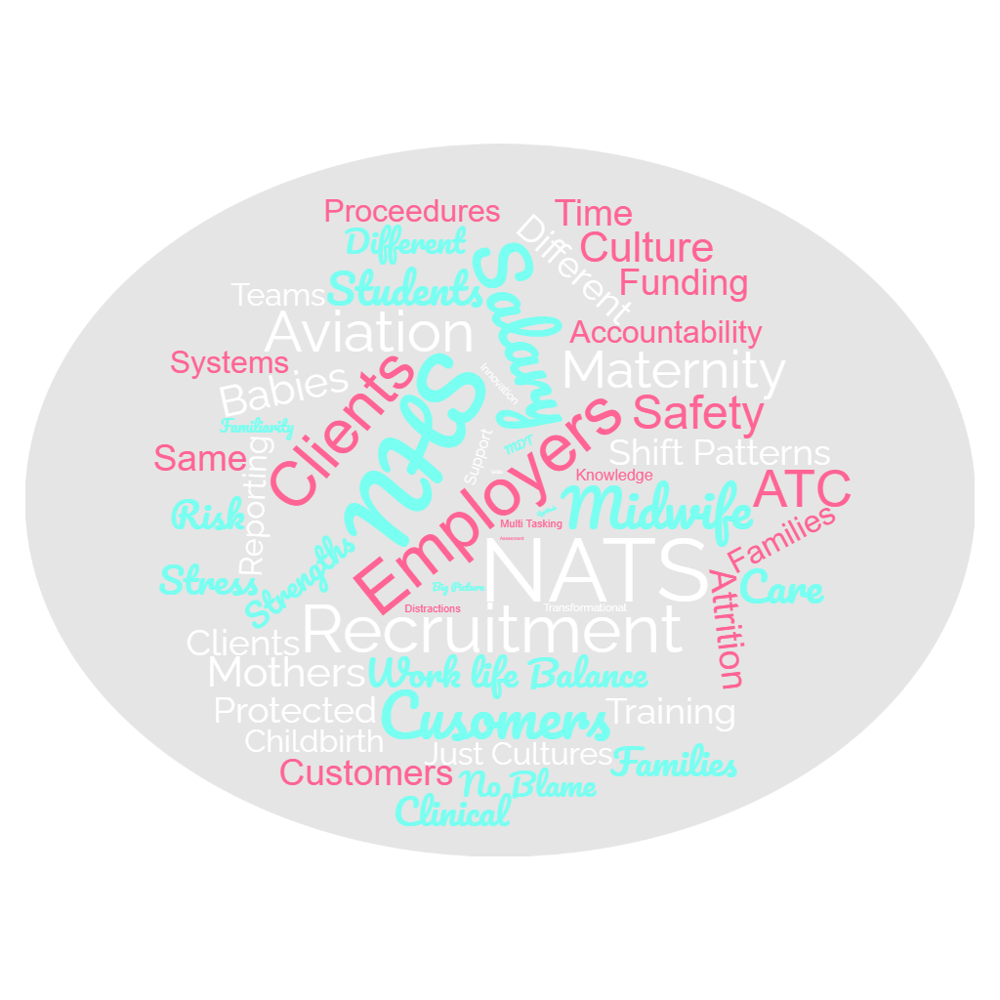 Proceedures
Time
Different
Different
Culture
Salary
Funding
Students
Teams
Aviation
Accountability
Systems
Clients
Babies
NHS
Innovation
Maternity
Employers
Safety
Familiarity
MDT
Support
Shift Patterns
Same
Reporting
Knowledge
ATC
Risk
Midwife
Multi Tasking
Families
Assessment
Stress
Strengths
NATS
Care
Big Picture
Attrition
Distractions
Transformational
Recruitment
Clients
Mothers
Work life Balance
Protected
Cusomers
Training
Childbirth
Just Cultures
Families
Customers
No Blame
Clinical